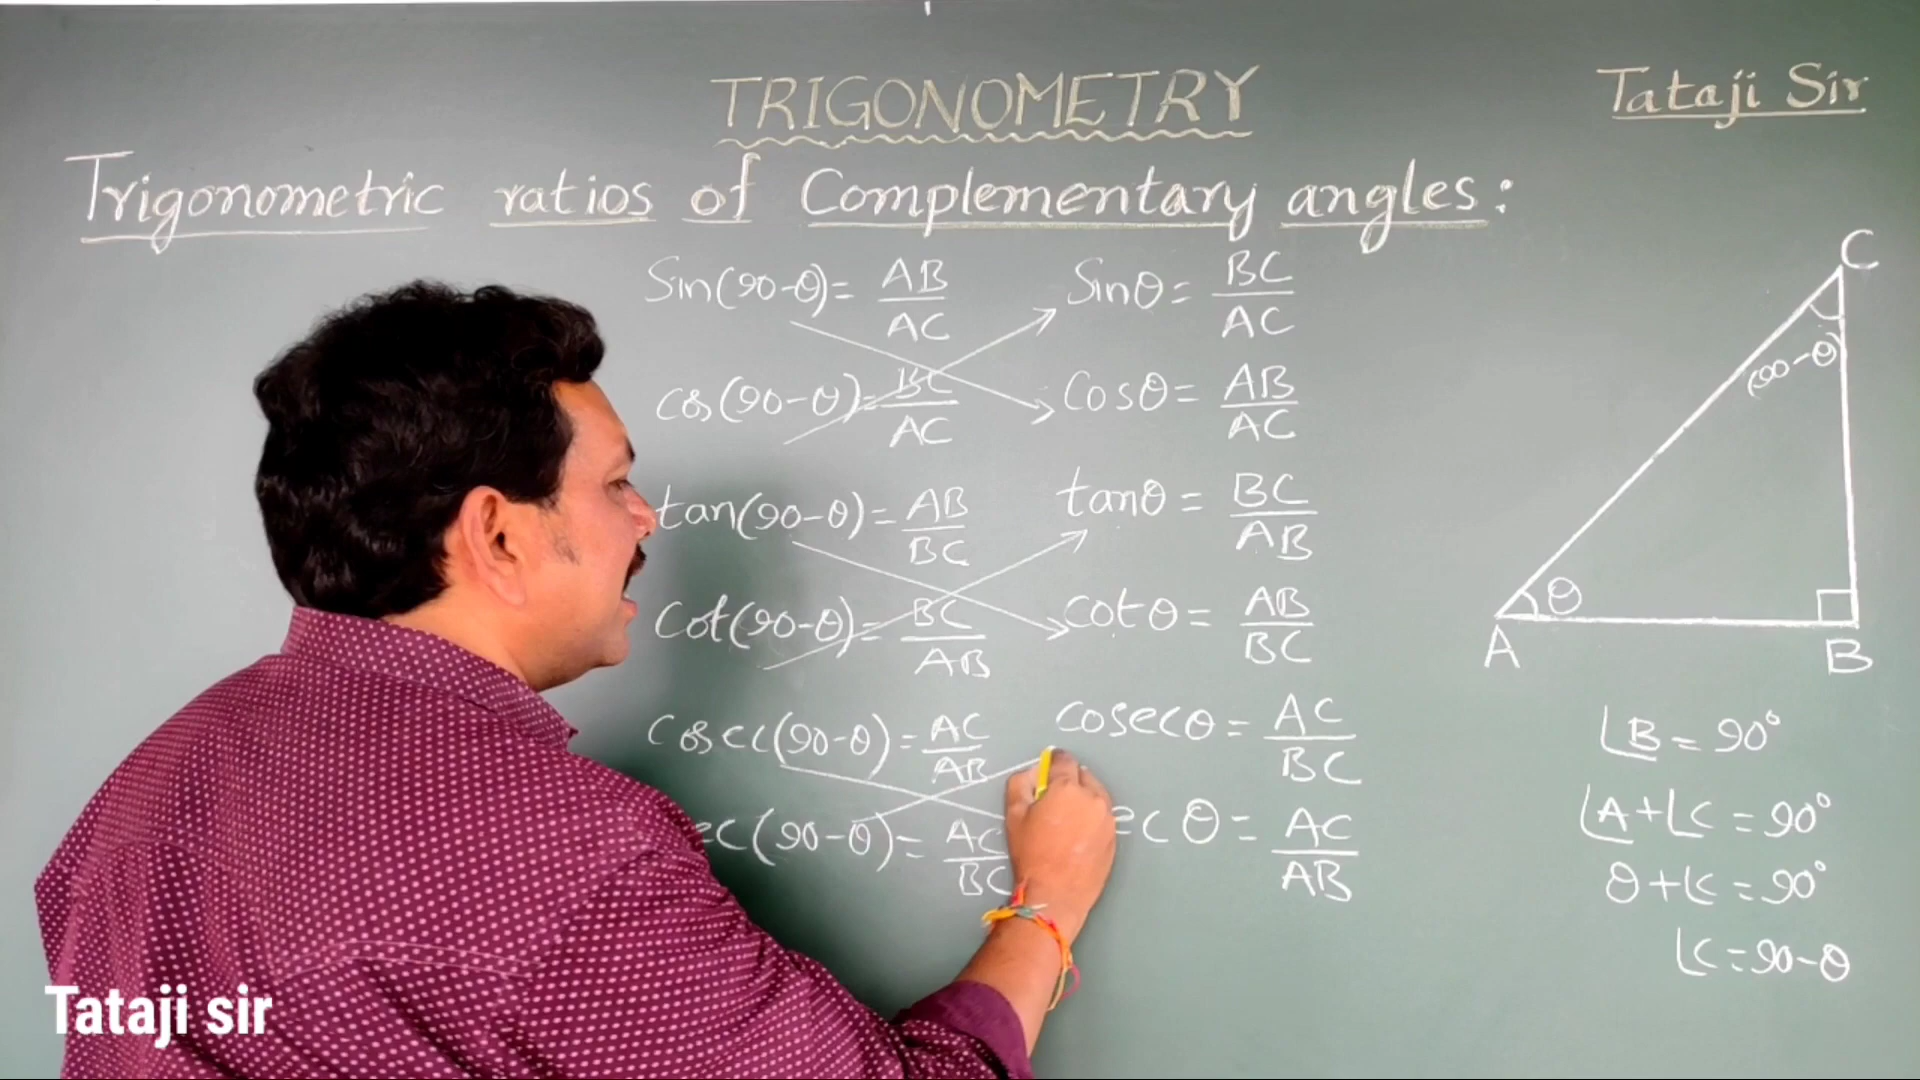 TRIGONOMETRY
Tataji Sir
Trigonometric ratios of Complementary angles:
Sin(90-θ) = AB/AC
Sinθ = BC/AC
cos(90-θ) = BC/AC
Cosθ = AB/AC
tan(90-θ) = AB/BC
tanθ = BC/AB
Cot(90-θ) = BC/AB
cotθ = AB/BC
Cosec(90-θ) = AC/AB
cosecθ = AC/BC
ec(90-θ) = AC/BC
ecθ = AC/AB
C
(90-θ)
θ
A
B
∠B = 90°
∠A+∠C = 90°
θ+∠C = 90°
∠C = 90-θ
Tataji sir